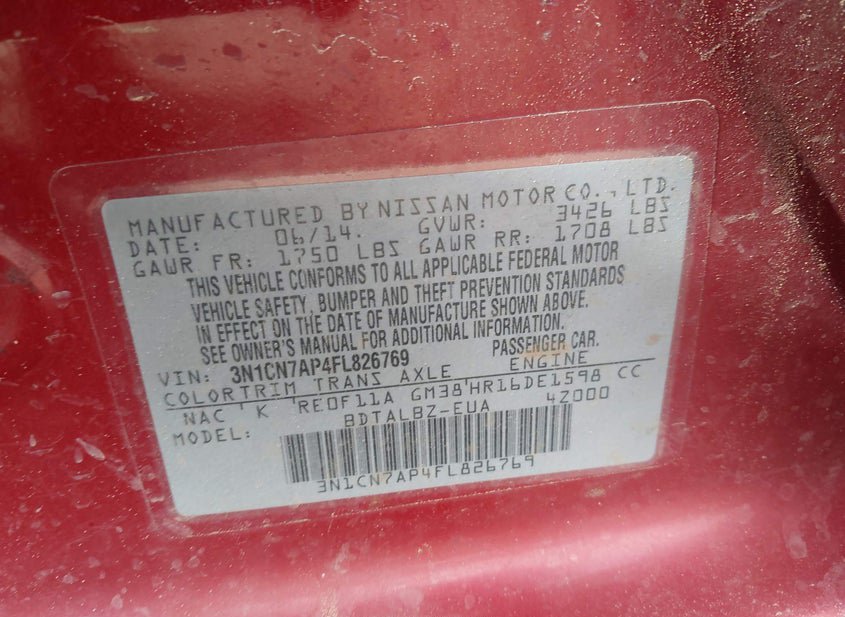 MANUFACTURED BY NISSAN MOTOR CO., LTD.
DATE: 06/14. GVWR: 3426 LBS
GAWR FR: 1750 LBS GAWR RR: 1708 LBS
THIS VEHICLE CONFORMS TO ALL APPLICABLE FEDERAL MOTOR
VEHICLE SAFETY, BUMPER AND THEFT PREVENTION STANDARDS
IN EFFECT ON THE DATE OF MANUFACTURE SHOWN ABOVE.
SEE OWNER'S MANUAL FOR ADDITIONAL INFORMATION.
VIN: 3N1CN7AP4FL826769 PASSENGER CAR.
COLORTRIM TRANS AXLE ENGINE
NAC K RE0F11A GM38 HR16DE1598 CC
MODEL: BDTALBZ-EUA 4Z000
3N1CN7AP4FL826769